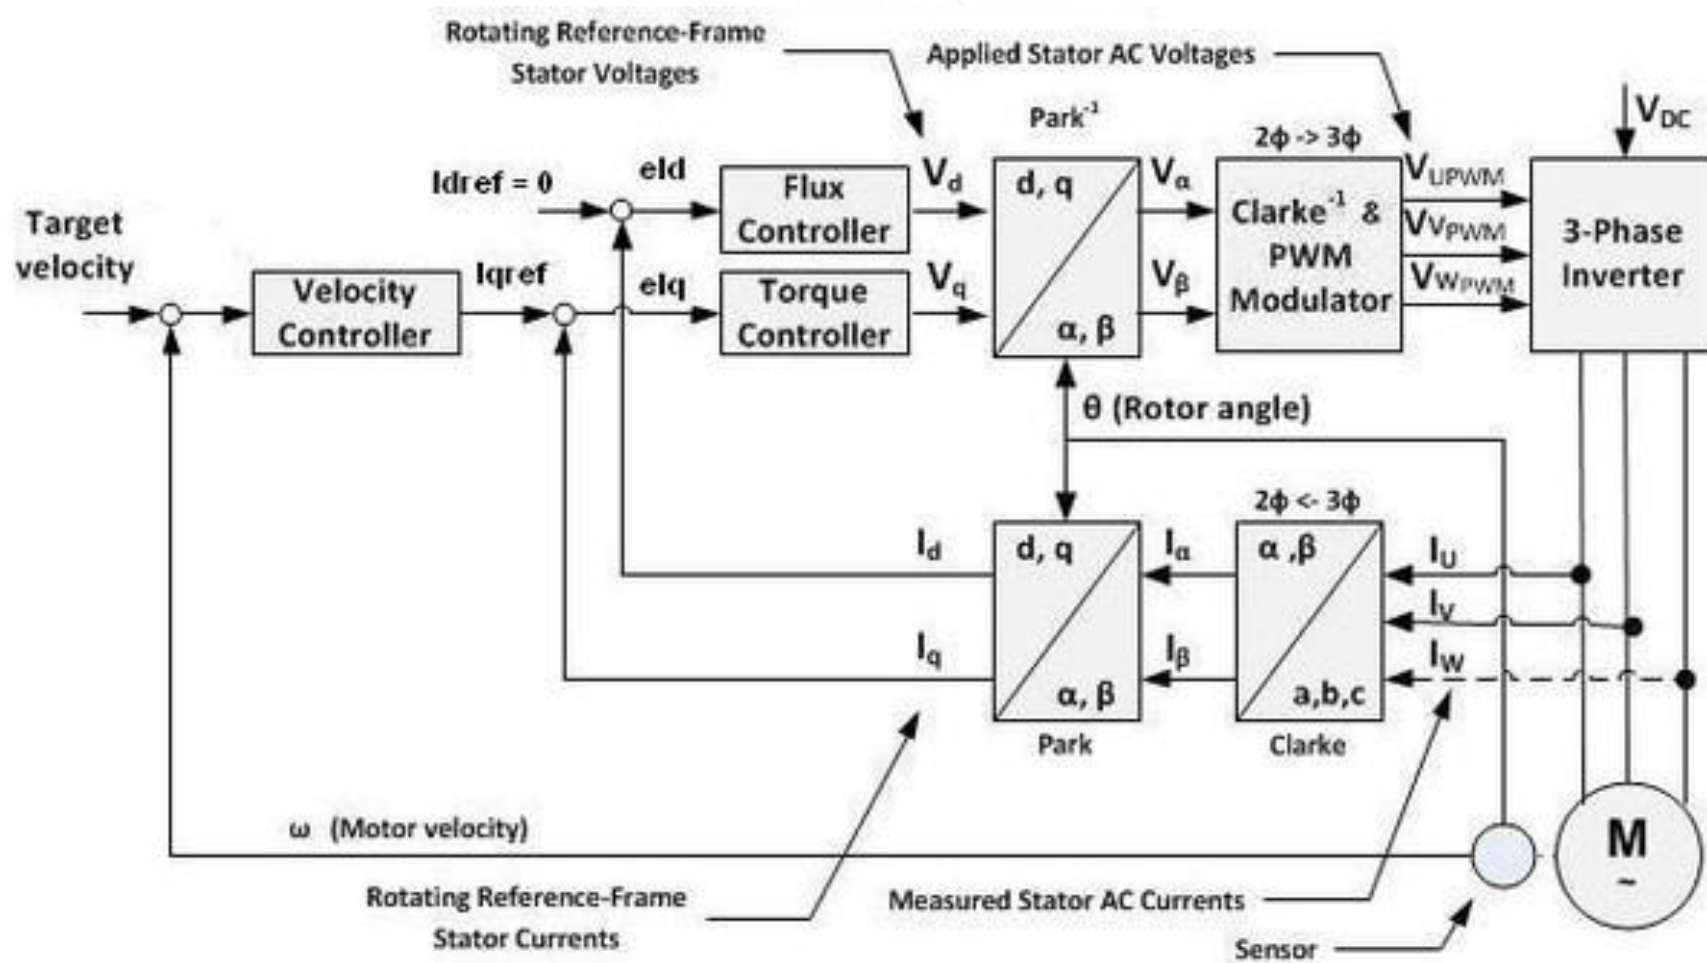 Rotating Reference-Frame
Stator Voltages
Applied Stator AC Voltages
Park⁻¹
2ϕ -> 3ϕ
V_DC
Idref = 0
eId
Flux
Controller
V_d
d, q
V_α
Clarke⁻¹ &
PWM
Modulator
V_UPWM
V_VPWM
V_WPWM
3-Phase
Inverter
Target
velocity
Velocity
Controller
Iqref
eIq
Torque
Controller
V_q
α, β
V_β
θ (Rotor angle)
2ϕ <- 3ϕ
I_d
d, q
I_α
α ,β
I_U
I_V
I_q
α, β
I_β
a,b,c
I_W
Park
Clarke
ω (Motor velocity)
M
~
Rotating Reference-Frame
Stator Currents
Measured Stator AC Currents
Sensor